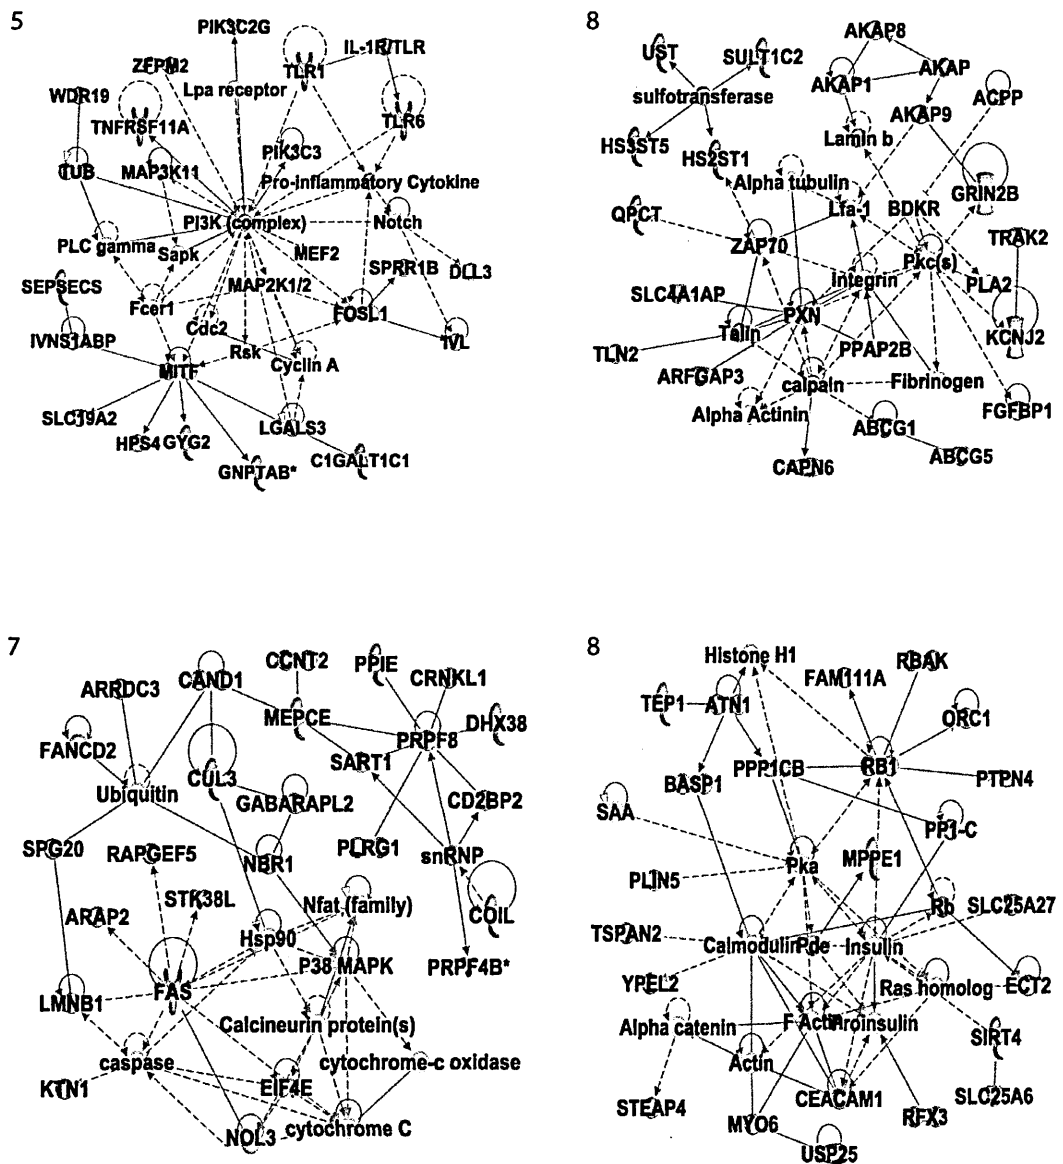 5
PIK3C2G
ZFPM2
Lpa receptor
TLR1
IL-1R/TLR
WDR19
TNFRSF11A
TLR6
TUB
MAP3K11
PIK3C3
Pro-inflammatory Cytokine
PI3K (complex)
Notch
PLC gamma
Sapk
MEF2
SPRR1B
DLL3
SEPSECS
MAP2K1/2
Fcer1
FOSL1
IVNS1ABP
Cdc2
Rsk
IVL
MITF
Cyclin A
SLC19A2
HPS4
GYG2
LGALS3
GNPTAB*
C1GALT1C1
8
UST
SULT1C2
AKAP8
sulfotransferase
AKAP1
AKAP
ACPP
AKAP9
HS3ST5
HS2ST1
Lamin b
Alpha tubulin
GRIN2B
QPCT
Lfa-1
BDKR
ZAP70
TRAK2
Pkc(s)
Integrin
PLA2
SLC4A1AP
PXN
Talin
KCNJ2
TLN2
PPAP2B
ARFGAP3
calpain
Fibrinogen
Alpha Actinin
FGFBP1
ABCG1
CAPN6
ABCG5
7
ARRDC3
CAND1
CCNT2
PPIE
CRNKL1
MEPCE
DHX38
FANCD2
PRPF8
SART1
Ubiquitin
CUL3
GABARAPL2
CD2BP2
SPG20
RAPGEF5
NBR1
PLRG1
snRNP
STK38L
Nfat (family)
ARAP2
COIL
Hsp90
P38 MAPK
PRPF4B*
LMNB1
FAS
Calcineurin protein(s)
caspase
cytochrome-c oxidase
KTN1
EIF4E
NOL3
cytochrome C
8
Histone H1
FAM111A
RBAK
TEP1
ATN1
ORC1
BASP1
PPP1CB
RB1
PTPN4
SAA
PP1-C
PLIN5
Pka
MPPE1
Rb
SLC25A27
TSPAN2
Calmodulin
Pde
Insulin
YPEL2
Ras homolog
ECT2
Alpha catenin
F Actin
Proinsulin
SIRT4
Actin
STEAP4
CEACAM1
SLC25A6
MYO6
RFX3
USP25